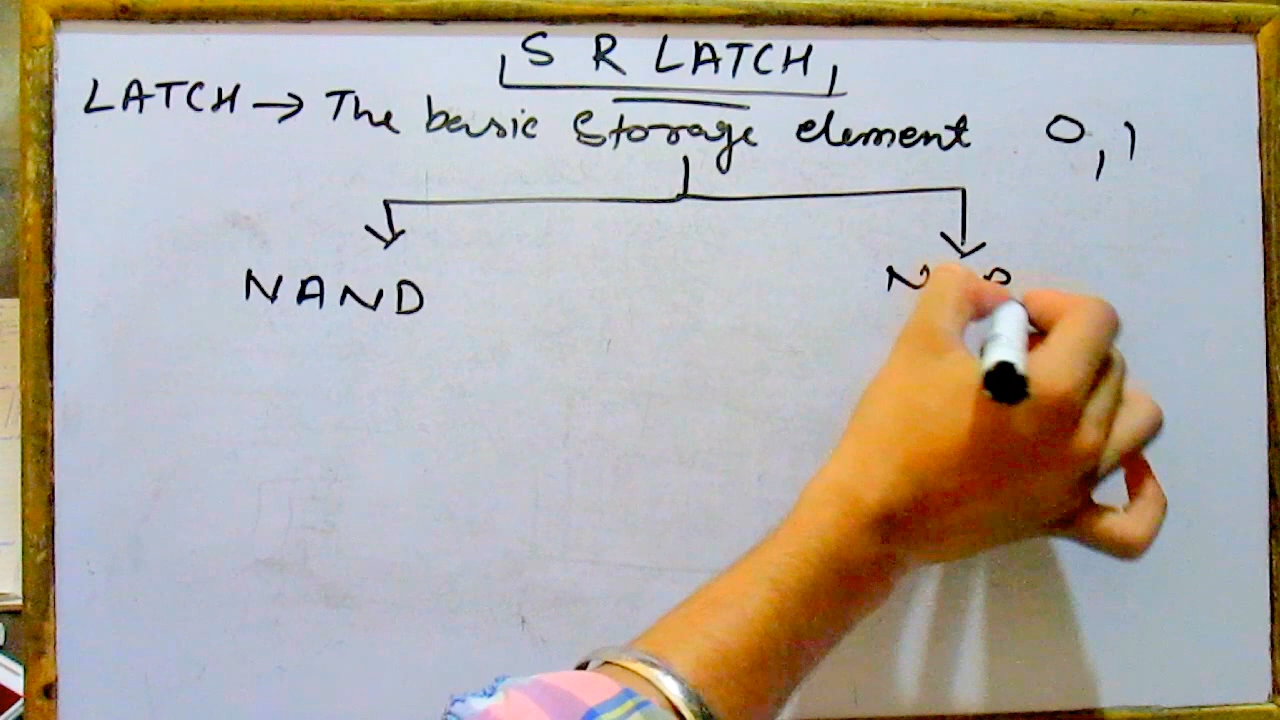 S R LATCH
LATCH → The basic Storage element 0, 1
NAND